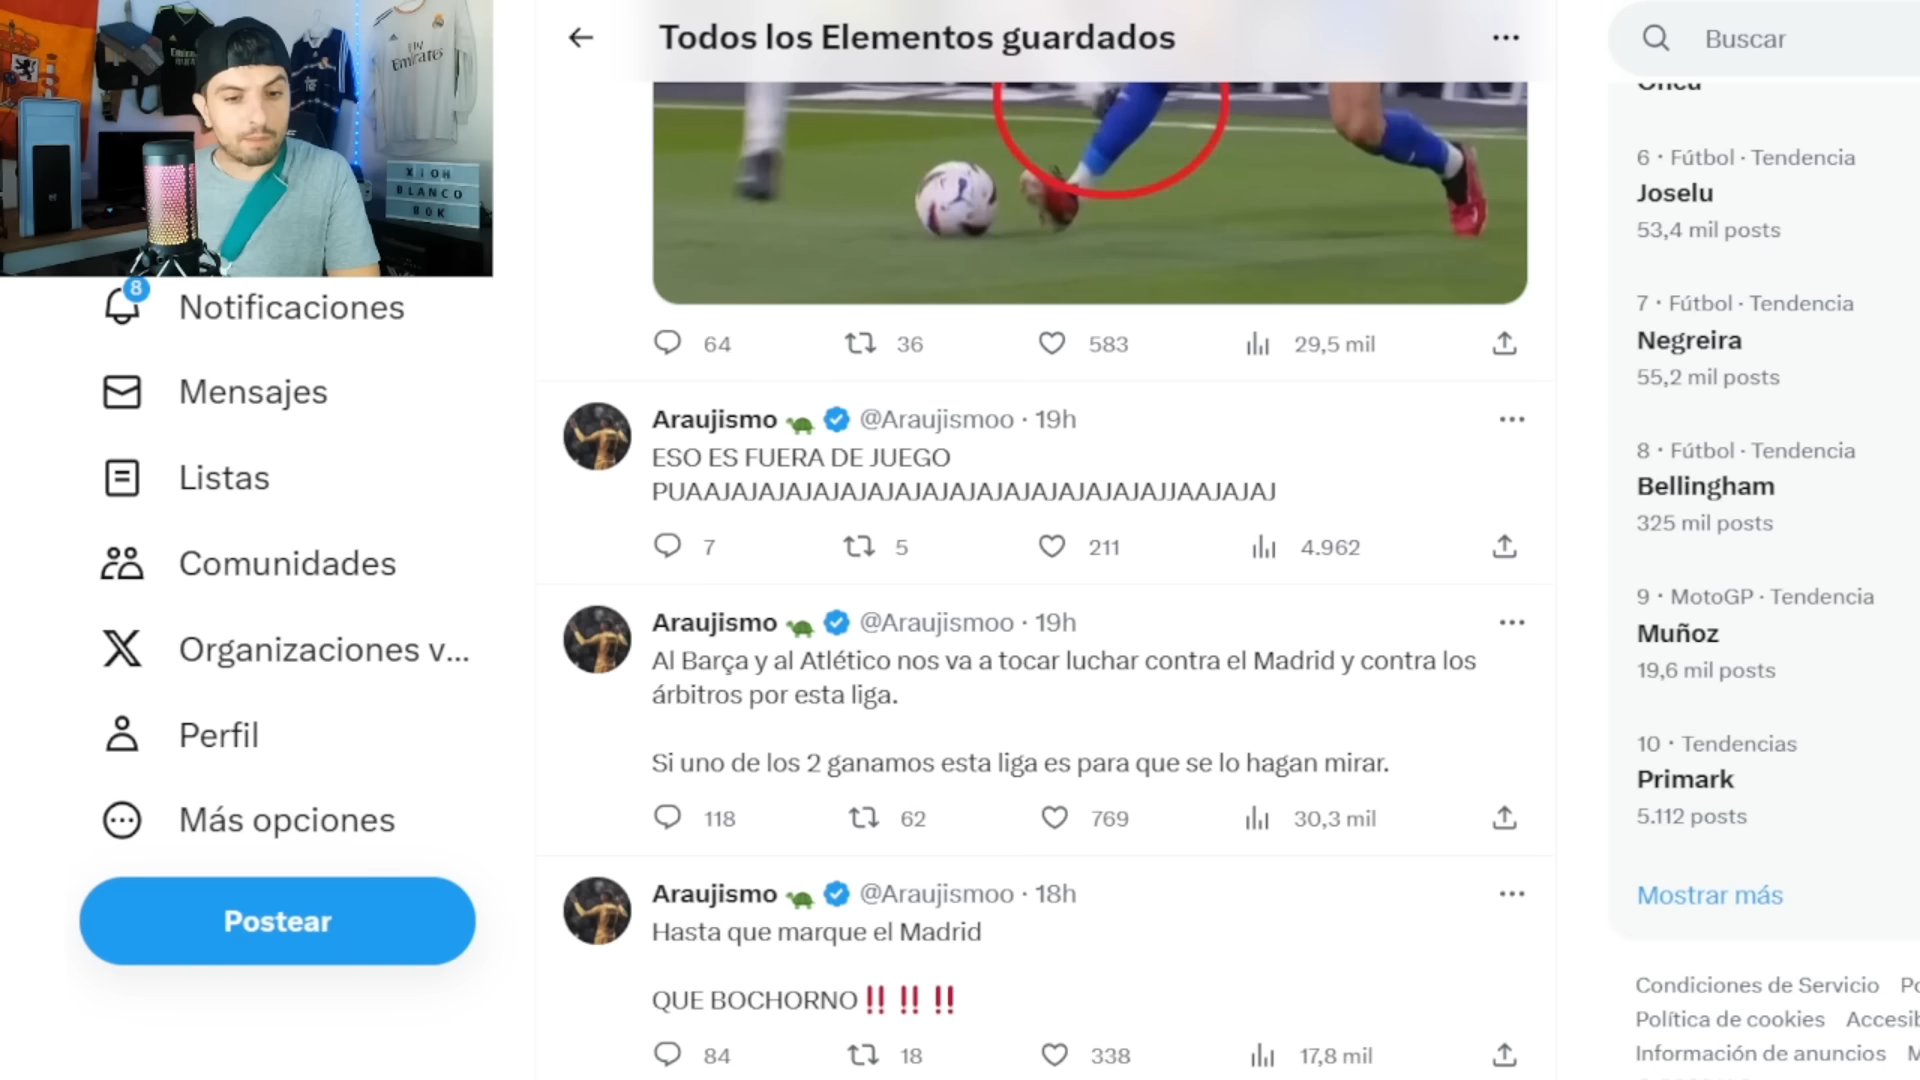 Todos los Elementos guardados
Buscar
Fly
Emirates
XION
BLANCO
80K
8
Notificaciones
Mensajes
Listas
Comunidades
Organizaciones v...
Perfil
Más opciones
Postear
64 36 583 29,5 mil
Araujismo @Araujismoo · 19h
ESO ES FUERA DE JUEGO
PUAAJAJAJAJAJAJAJAJAJAJAJAJAJAJAJAJAJJAAJAJAJ
7 5 211 4.962
Araujismo @Araujismoo · 19h
Al Barça y al Atlético nos va a tocar luchar contra el Madrid y contra los
árbitros por esta liga.
Si uno de los 2 ganamos esta liga es para que se lo hagan mirar.
118 62 769 30,3 mil
Araujismo @Araujismoo · 18h
Hasta que marque el Madrid
QUE BOCHORNO ‼️ ‼️ ‼️
84 18 338 17,8 mil
6 · Fútbol · Tendencia
Joselu
53,4 mil posts
7 · Fútbol · Tendencia
Negreira
55,2 mil posts
8 · Fútbol · Tendencia
Bellingham
325 mil posts
9 · MotoGP · Tendencia
Muñoz
19,6 mil posts
10 · Tendencias
Primark
5.112 posts
Mostrar más
Condiciones de Servicio
Política de cookies
Información de anuncios